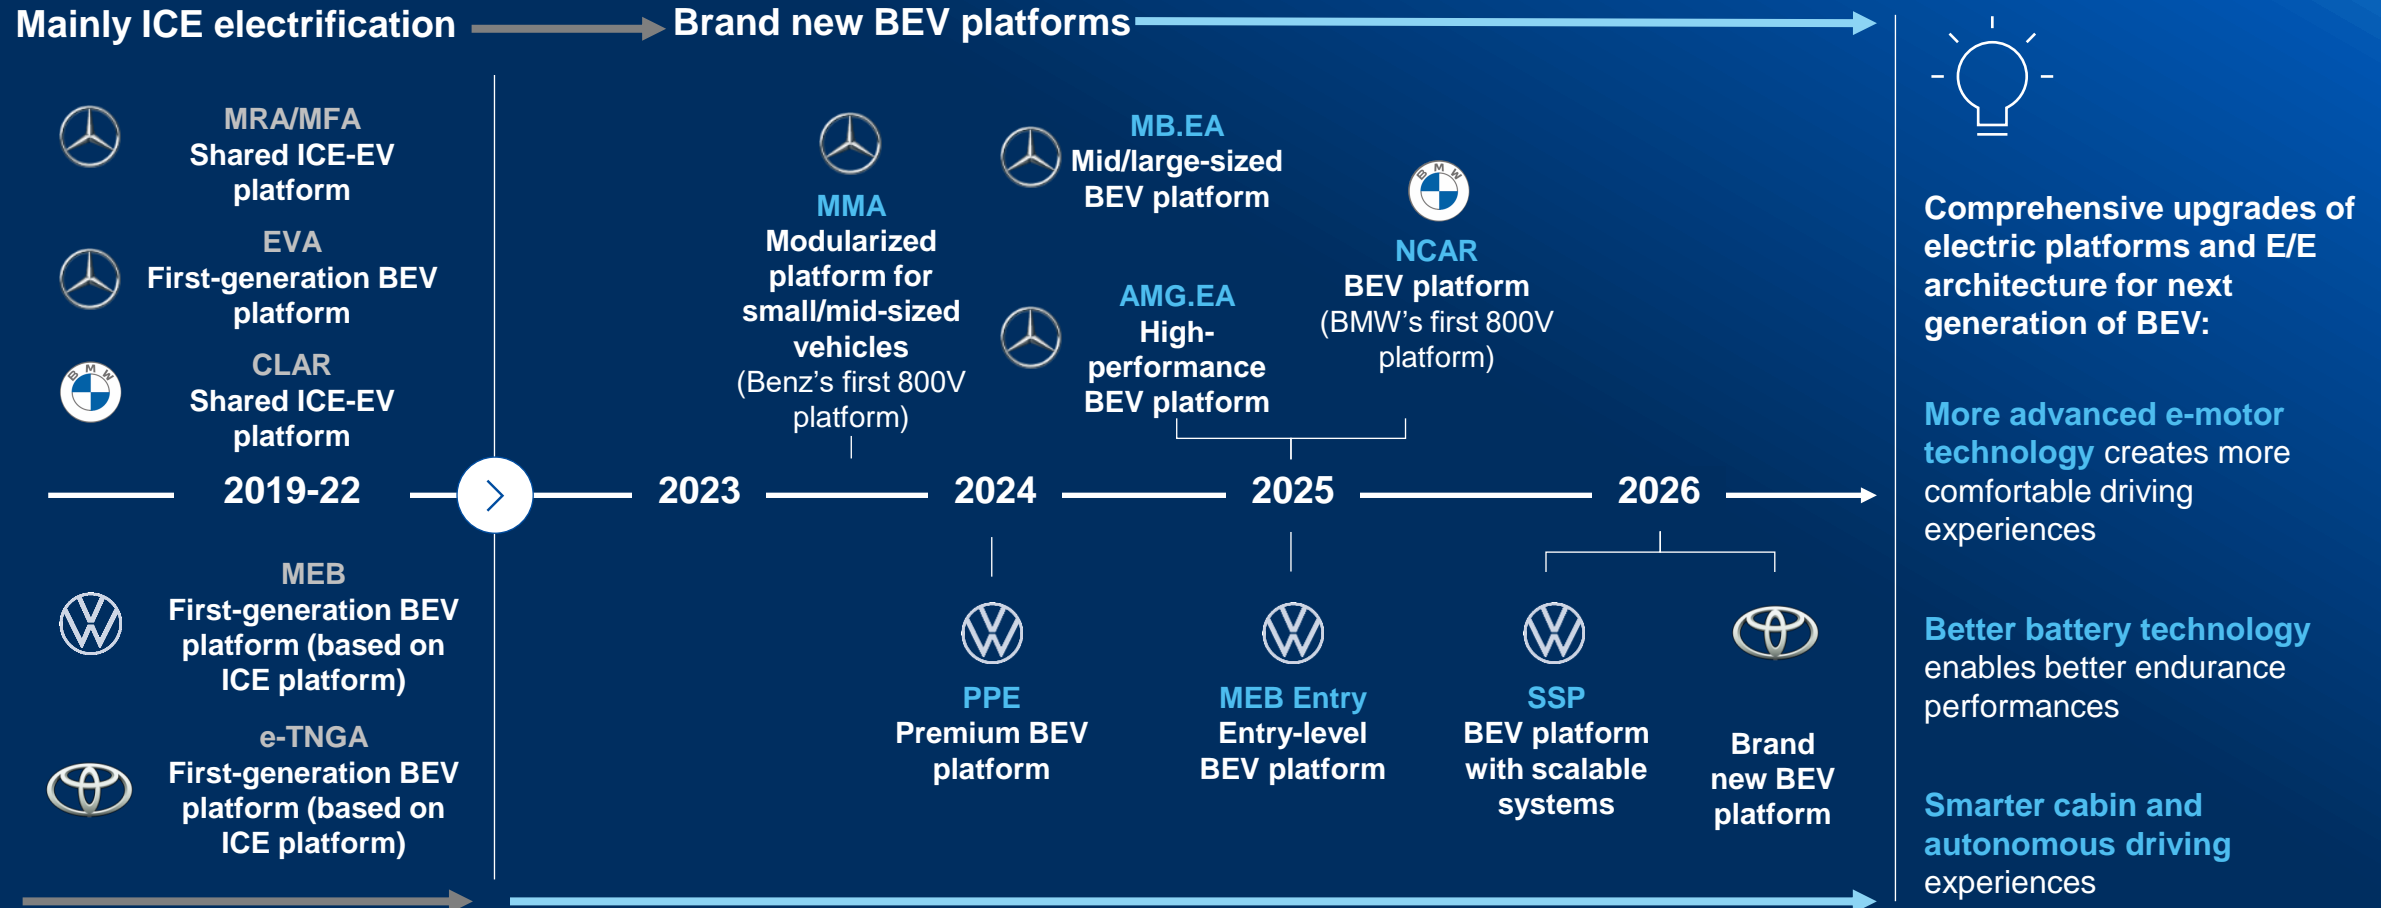 Mainly ICE electrification
Brand new BEV platforms
MRA/MFA
Shared ICE-EV
platform
EVA
First-generation BEV
platform
BMW
CLAR
Shared ICE-EV
platform
MMA
Modularized
platform for
small/mid-sized
vehicles
(Benz’s first 800V
platform)
MB.EA
Mid/large-sized
BEV platform
AMG.EA
High-
performance
BEV platform
BMW
NCAR
BEV platform
(BMW’s first 800V
platform)
2019-22
2023
2024
2025
2026
MEB
First-generation BEV
platform (based on
ICE platform)
e-TNGA
First-generation BEV
platform (based on
ICE platform)
PPE
Premium BEV
platform
MEB Entry
Entry-level
BEV platform
SSP
BEV platform
with scalable
systems
Brand
new BEV
platform
Comprehensive upgrades of
electric platforms and E/E
architecture for next
generation of BEV:
More advanced e-motor
technology creates more
comfortable driving
experiences
Better battery technology
enables better endurance
performances
Smarter cabin and
autonomous driving
experiences